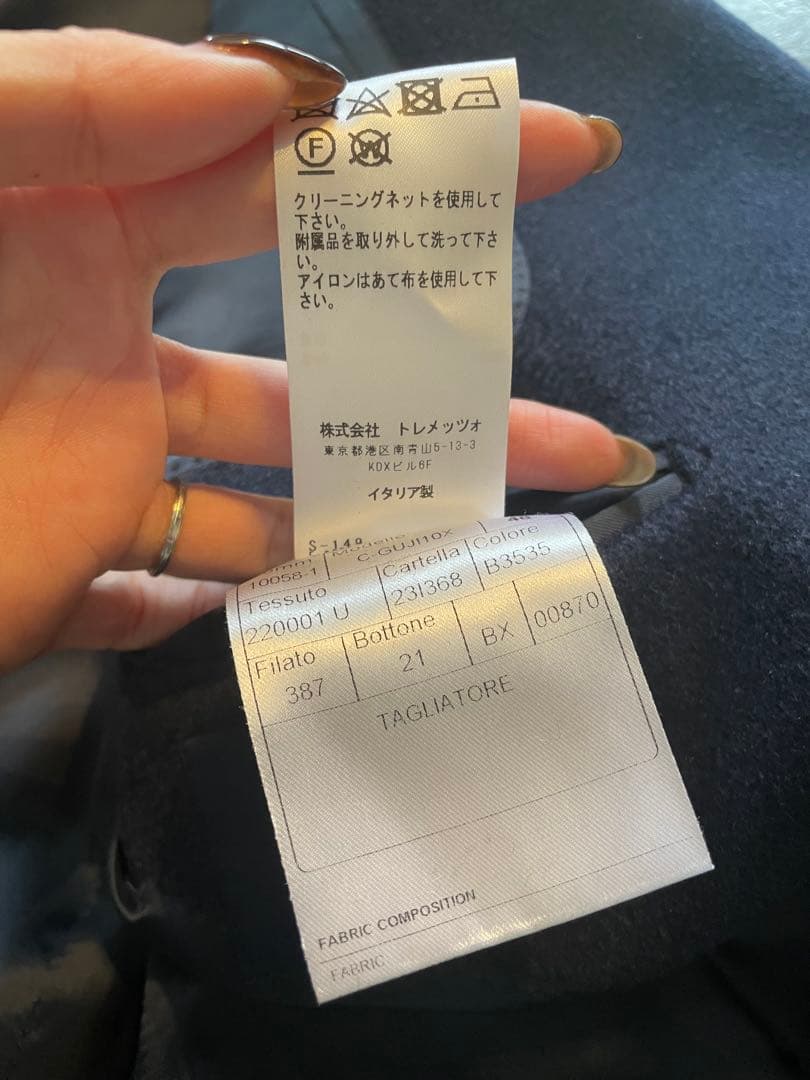 F W
クリーニングネットを使用して
下さい。
附属品を取り外して洗って下さ
い。
アイロンはあて布を使用して下
さい。
株式会社 トレメッツォ
東京都港区南青山5-13-3
KDXビル6F
イタリア製
10058-1 C-GUJI10X
Tessuto Cartella Colore
220001 U 23I368 B3535
Filato Bottone
387 21 BX 00870
TAGLIATORE
FABRIC COMPOSITION
FABRIC